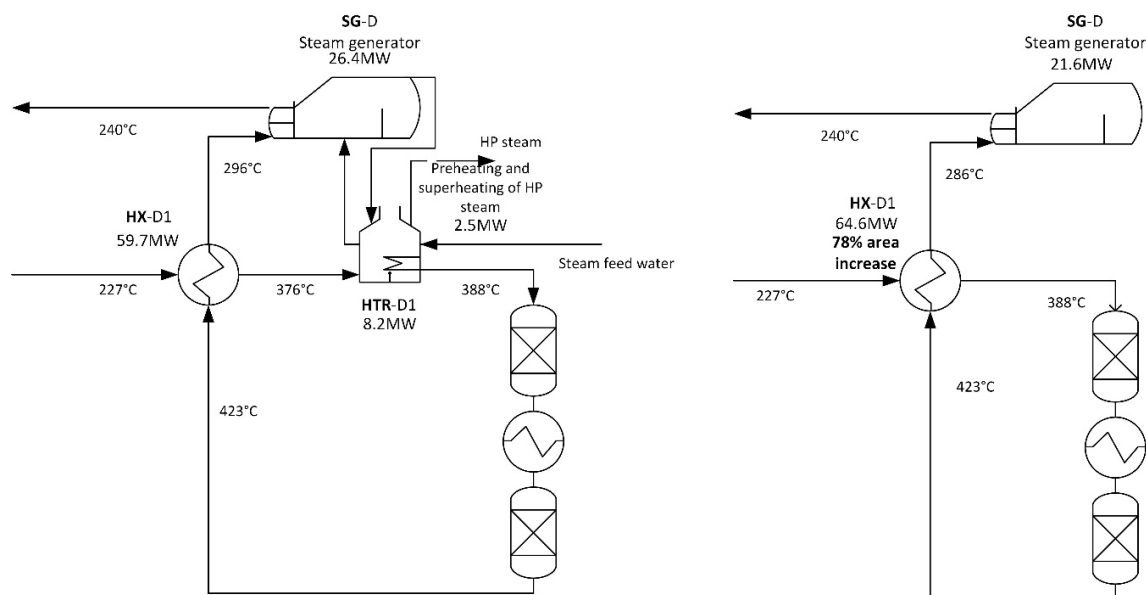 SG-D
Steam generator
26.4MW
240°C
296°C
HP steam
Preheating and
superheating of HP
steam
2.5MW
HX-D1
59.7MW
Steam feed water
227°C
376°C
388°C
HTR-D1
8.2MW
423°C
SG-D
Steam generator
21.6MW
240°C
286°C
HX-D1
64.6MW
78% area
increase
227°C
388°C
423°C